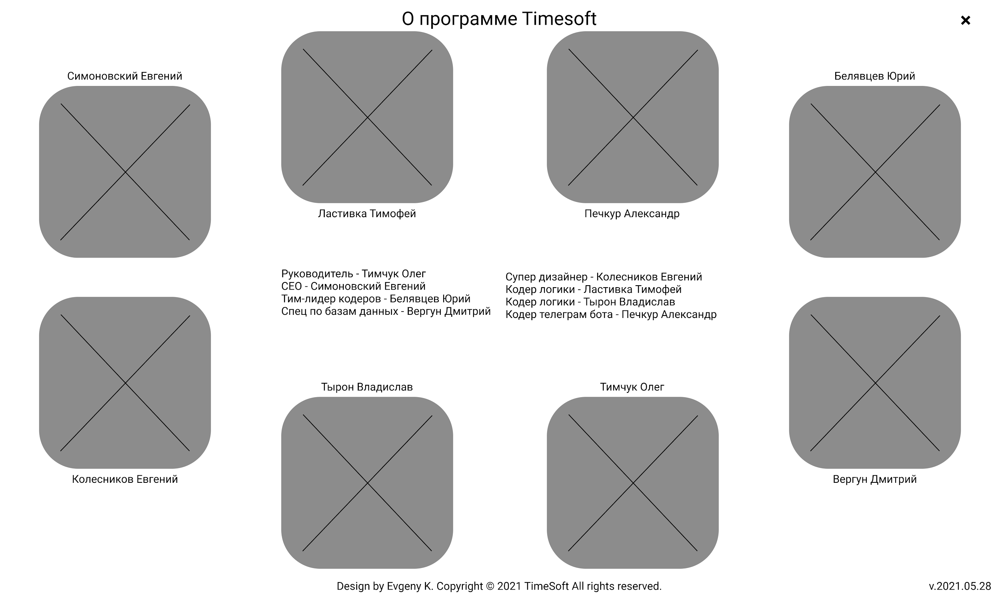 О программе Timesoft
Симоновский Евгений
Белявцев Юрий
Ластивка Тимофей
Печкур Александр
Руководитель - Тимчук Олег
CEO - Симоновский Евгений
Тим-лидер кодеров - Белявцев Юрий
Спец по базам данных - Вергун Дмитрий
Супер дизайнер - Колесников Евгений
Кодер логики - Ластивка Тимофей
Кодер логики - Тырон Владислав
Кодер телеграм бота - Печкур Александр
Тырон Владислав
Тимчук Олег
Колесников Евгений
Вергун Дмитрий
Design by Evgeny K. Copyright © 2021 TimeSoft All rights reserved.
v.2021.05.28